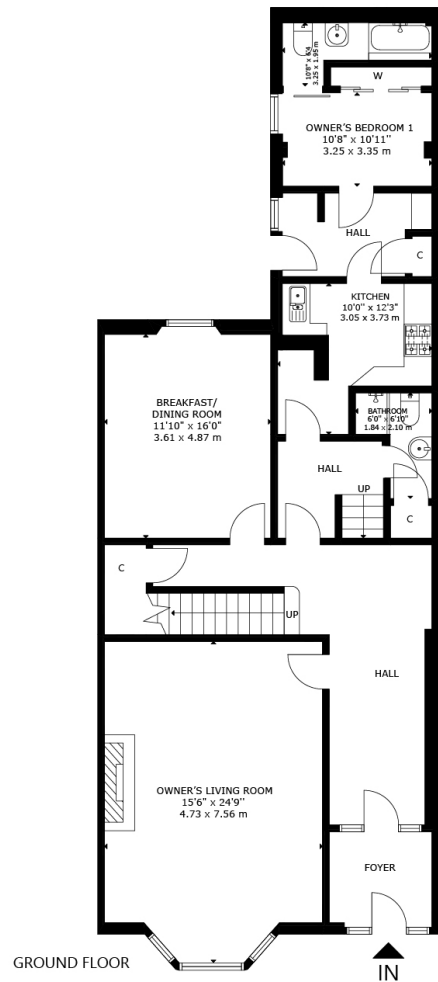 10'8" x 6'4
3.25 x 1.95 m
W
OWNER'S BEDROOM 1
10'8" x 10'11"
3.25 x 3.35 m
HALL
C
KITCHEN
10'0" x 12'3"
3.05 x 3.73 m
BREAKFAST/
DINING ROOM
11'10" x 16'0"
3.61 x 4.87 m
BATHROOM
6'0" x 6'10"
1.84 x 2.10 m
HALL
UP
C
C
UP
HALL
OWNER'S LIVING ROOM
15'6" x 24'9"
4.73 x 7.56 m
FOYER
GROUND FLOOR
IN